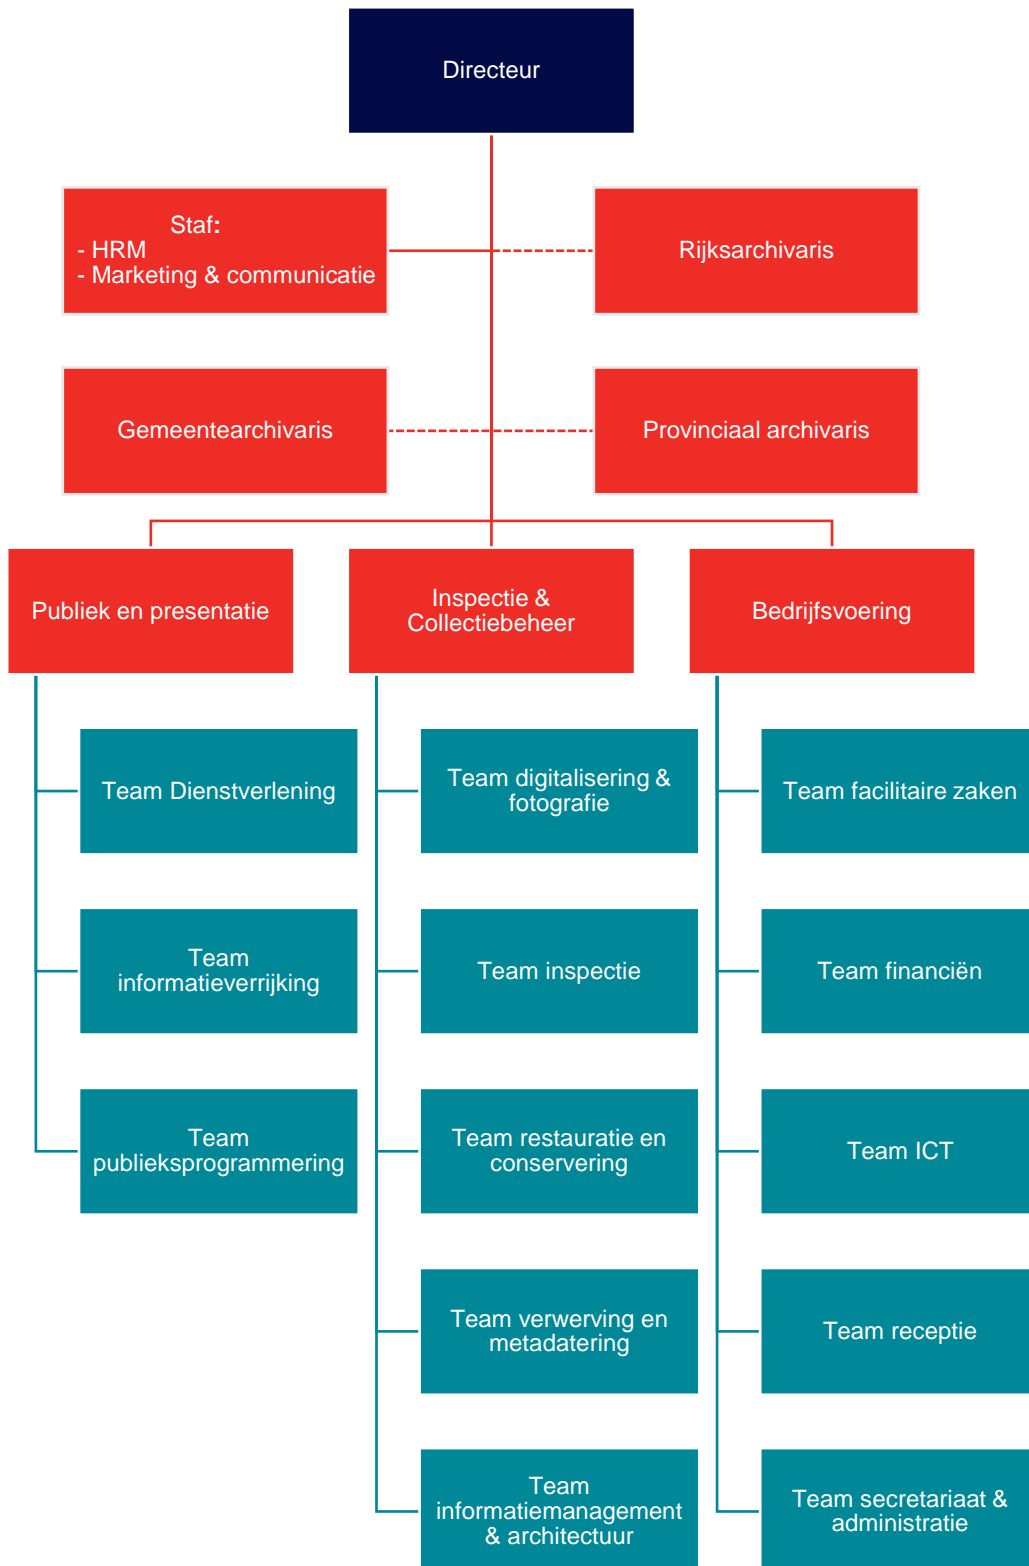 Directeur
Staf:
- HRM
- Marketing & communicatie
Rijksarchivaris
Gemeentearchivaris
Provinciaal archivaris
Publiek en presentatie
Inspectie &
Collectiebeheer
Bedrijfsvoering
Team Dienstverlening
Team digitalisering &
fotografie
Team facilitaire zaken
Team
informatieverrijking
Team inspectie
Team financiën
Team
publieksprogrammering
Team restauratie en
conservering
Team ICT
Team verwerving en
metadatering
Team receptie
Team
informatiemanagement
& architectuur
Team secretariaat &
administratie